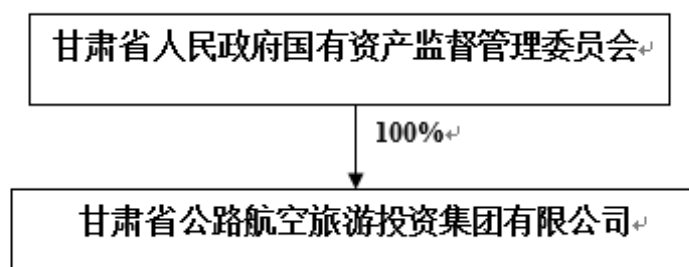 甘肃省人民政府国有资产监督管理委员会
100%
甘肃省公路航空旅游投资集团有限公司